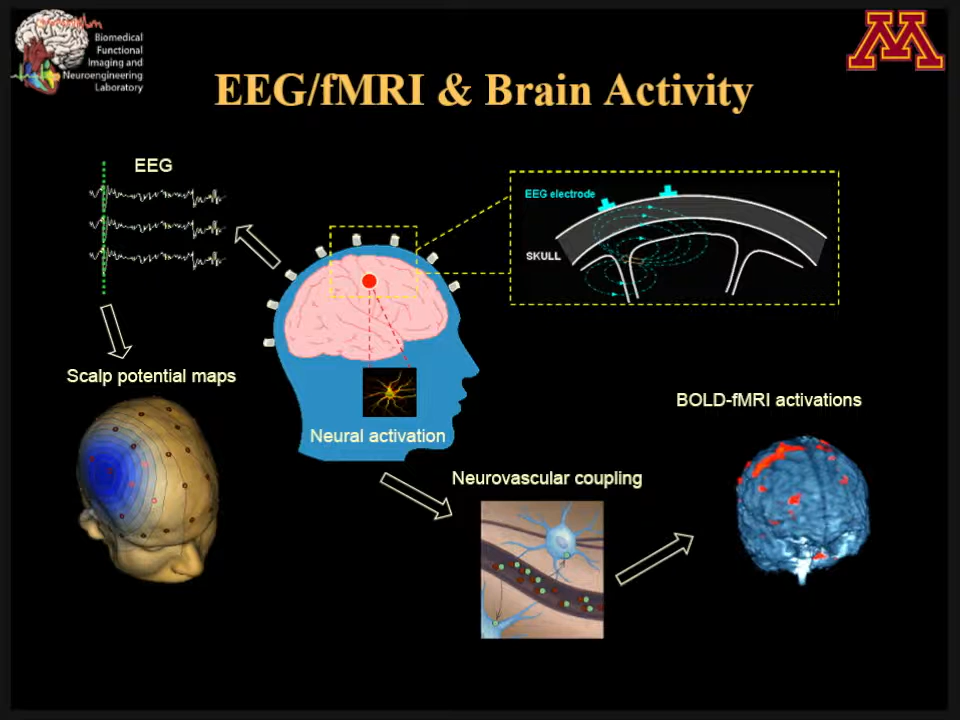 Biomedical
Functional
Imaging and
Neuroengineering
Laboratory
M
EEG/fMRI & Brain Activity
EEG
EEG electrode
SKULL
Scalp potential maps
Neural activation
BOLD-fMRI activations
Neurovascular coupling